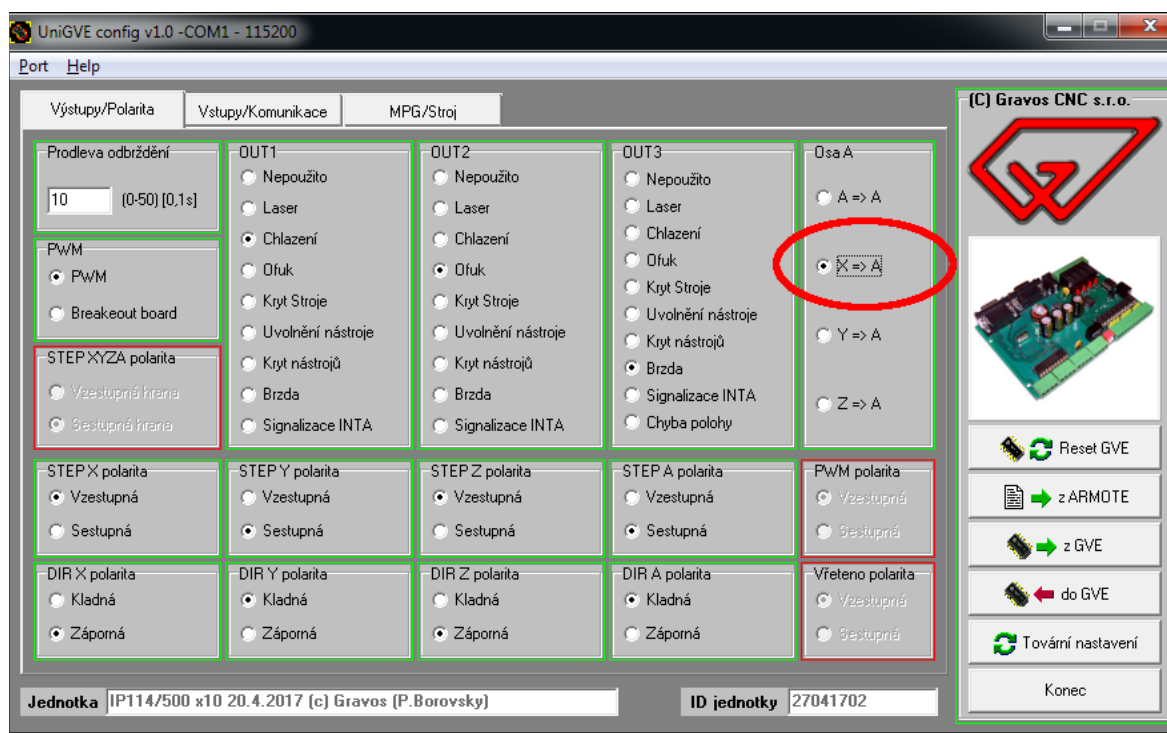 UniGVE config v1.0 -COM1 - 115200
Port Help
Výstupy/Polarita
Vstupy/Komunikace
MPG/Stroj
Prodleva odbrždění
10 (0-50) [0,1s]
PWM
PWM
Breakeout board
STEP XYZA polarita
Vzestupná hrana
Sestupná hrana
OUT1
Nepoužito
Laser
Chlazení
Ofuk
Kryt Stroje
Uvolnění nástroje
Kryt nástrojů
Brzda
Signalizace INTA
OUT2
Nepoužito
Laser
Chlazení
Ofuk
Kryt Stroje
Uvolnění nástroje
Kryt nástrojů
Brzda
Signalizace INTA
OUT3
Nepoužito
Laser
Chlazení
Ofuk
Kryt Stroje
Uvolnění nástroje
Kryt nástrojů
Brzda
Signalizace INTA
Chyba polohy
Osa A
A => A
X => A
Y => A
Z => A
STEP X polarita
Vzestupná
Sestupná
STEP Y polarita
Vzestupná
Sestupná
STEP Z polarita
Vzestupná
Sestupná
STEP A polarita
Vzestupná
Sestupná
PWM polarita
Vzestupná
Sestupná
DIR X polarita
Kladná
Záporná
DIR Y polarita
Kladná
Záporná
DIR Z polarita
Kladná
Záporná
DIR A polarita
Kladná
Záporná
Vřeteno polarita
Vzestupná
Sestupná
Jednotka IP114/500 x10 20.4.2017 (c) Gravos (P.Borovsky)
ID jednotky 27041702
(C) Gravos CNC s.r.o.
Reset GVE
z ARMOTE
z GVE
do GVE
Tovární nastavení
Konec